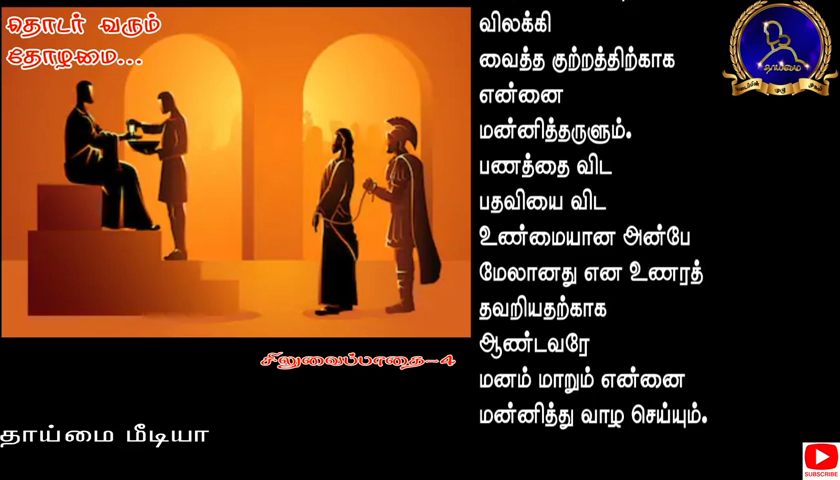 தொடர் வரும்
தோழமை...
விலக்கி
வைத்த குற்றத்திற்காக
என்னை
மன்னித்தருளும்.
பணத்தை விட
பதவியை விட
உண்மையான அன்பே
மேலானது என உணரத்
தவறியதற்காக
ஆண்டவரே
மனம் மாறும் என்னை
மன்னித்து வாழ செய்யும்.
சிலுவைப்பாதை-4
தாய்மை மீடியா
தாய்மை
SUBSCRIBE